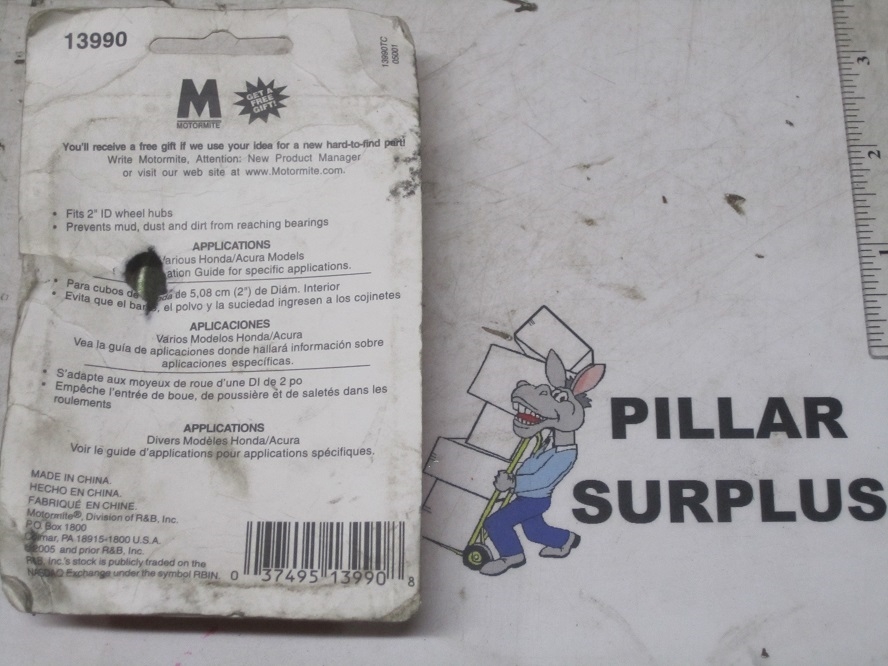 13990
13990TC
05001
M
MOTORMITE
GET A
FREE
GIFT!
You'll receive a free gift if we use your idea for a new hard-to-find part!
Write Motormite, Attention: New Product Manager
or visit our web site at www.Motormite.com.
• Fits 2" ID wheel hubs
• Prevents mud, dust and dirt from reaching bearings
APPLICATIONS
Various Honda/Acura Models
Guide for specific applications.
• Para cubos de de 5,08 cm (2") de Diám. Interior
• Evita que el el polvo y la suciedad ingresen a los cojinetes
APLICACIONES
Varios Modelos Honda/Acura
Vea la guía de aplicaciones donde hallará información sobre
aplicaciones específicas.
• S'adapte aux moyeux de roue d'une DI de 2 po
• Empêche l'entrée de boue, de poussière et de saletés dans les
roulements
APPLICATIONS
Divers Modèles Honda/Acura
Voir le guide d'applications pour applications spécifiques.
MADE IN CHINA.
HECHO EN CHINA.
FABRIQUÉ EN CHINE.
Motormite®, Division of R&B, Inc.
PO Box 1800
PA 18915-1800 U.S.A.
©2005 and prior R&B, Inc.
R&B, Inc.'s stock is publicly traded on the
NASDAQ Exchange under the symbol RBIN.
0 37495 13990 8
PILLAR
SURPLUS
3
2
1